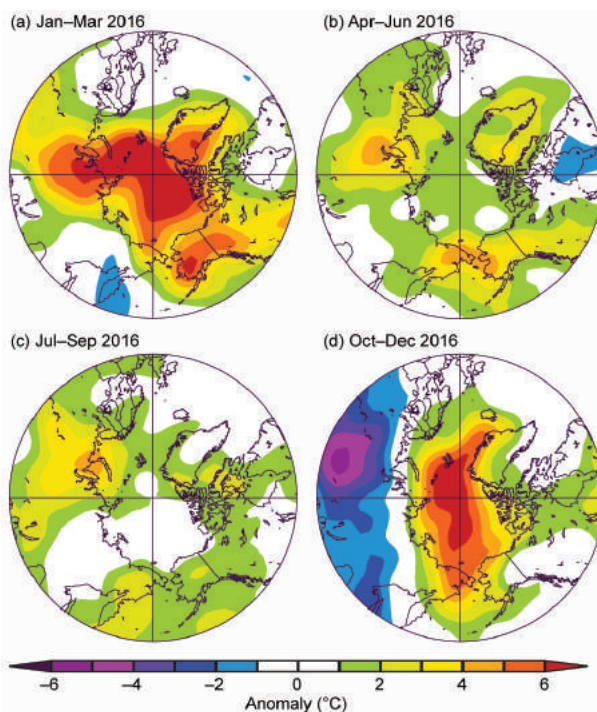 (a) Jan–Mar 2016
(b) Apr–Jun 2016
(c) Jul–Sep 2016
(d) Oct–Dec 2016
−6 −4 −2 0 2 4 6
Anomaly (°C)